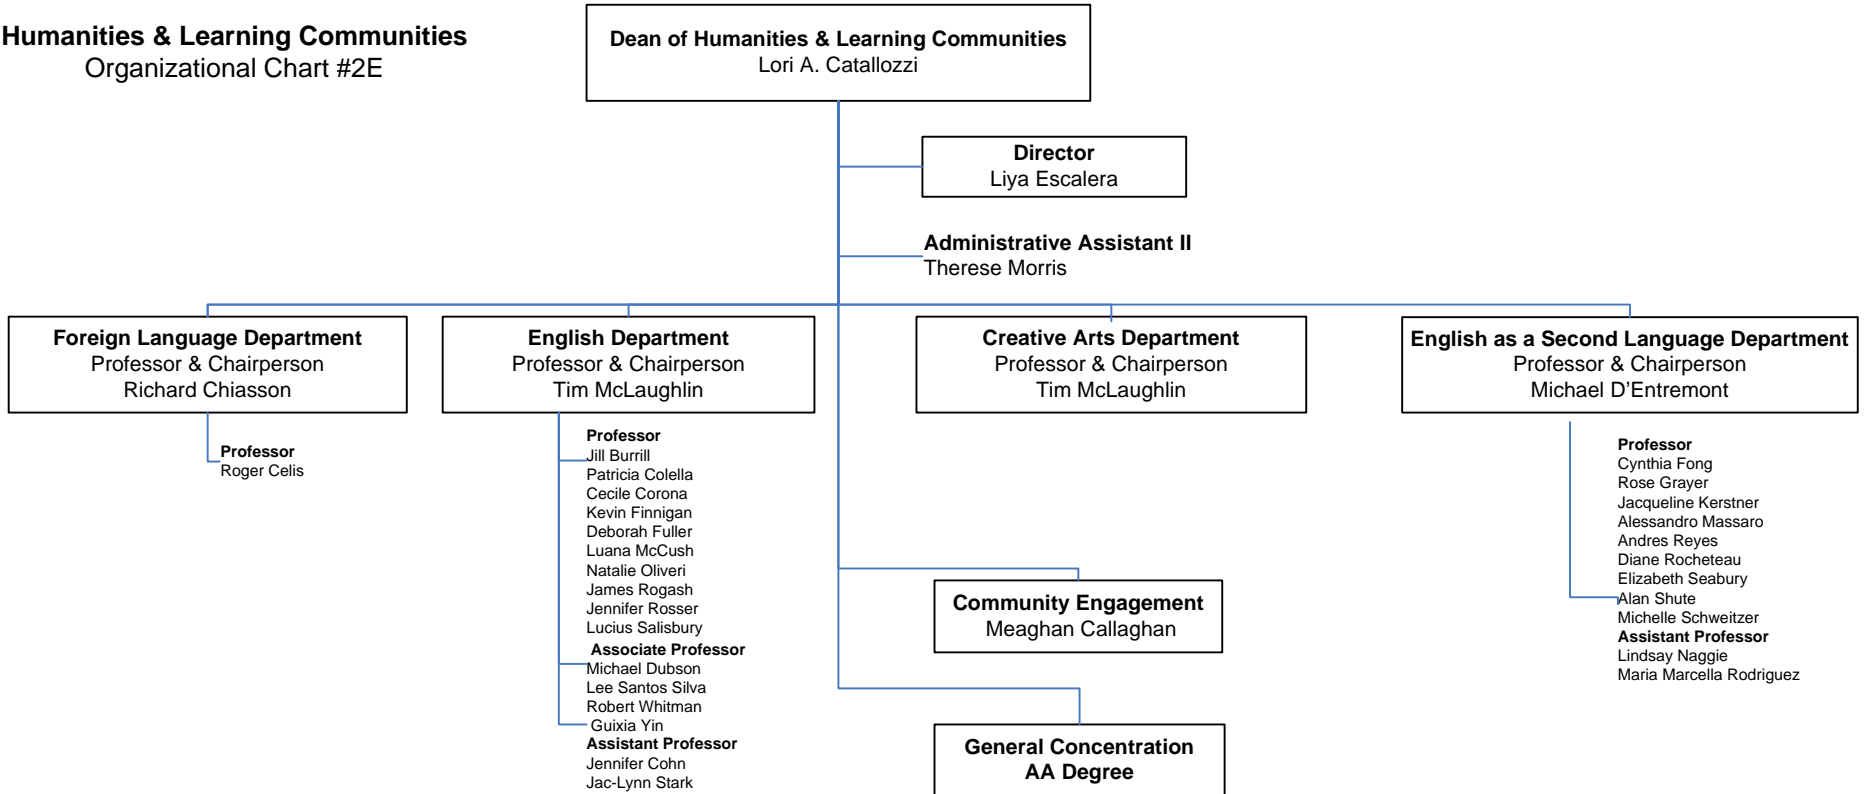 Humanities & Learning Communities
Organizational Chart #2E
Dean of Humanities & Learning Communities
Lori A. Catallozzi
Director
Liya Escalera
Administrative Assistant II
Therese Morris
Foreign Language Department
Professor & Chairperson
Richard Chiasson
Professor
Roger Celis
English Department
Professor & Chairperson
Tim McLaughlin
Professor
Jill Burrill
Patricia Colella
Cecile Corona
Kevin Finnigan
Deborah Fuller
Luana McCush
Natalie Oliveri
James Rogash
Jennifer Rosser
Lucius Salisbury
Associate Professor
Michael Dubson
Lee Santos Silva
Robert Whitman
Guixia Yin
Assistant Professor
Jennifer Cohn
Jac-Lynn Stark
Creative Arts Department
Professor & Chairperson
Tim McLaughlin
Community Engagement
Meaghan Callaghan
General Concentration
AA Degree
English as a Second Language Department
Professor & Chairperson
Michael D’Entremont
Professor
Cynthia Fong
Rose Grayer
Jacqueline Kerstner
Alessandro Massaro
Andres Reyes
Diane Rocheteau
Elizabeth Seabury
Alan Shute
Michelle Schweitzer
Assistant Professor
Lindsay Naggie
Maria Marcella Rodriguez